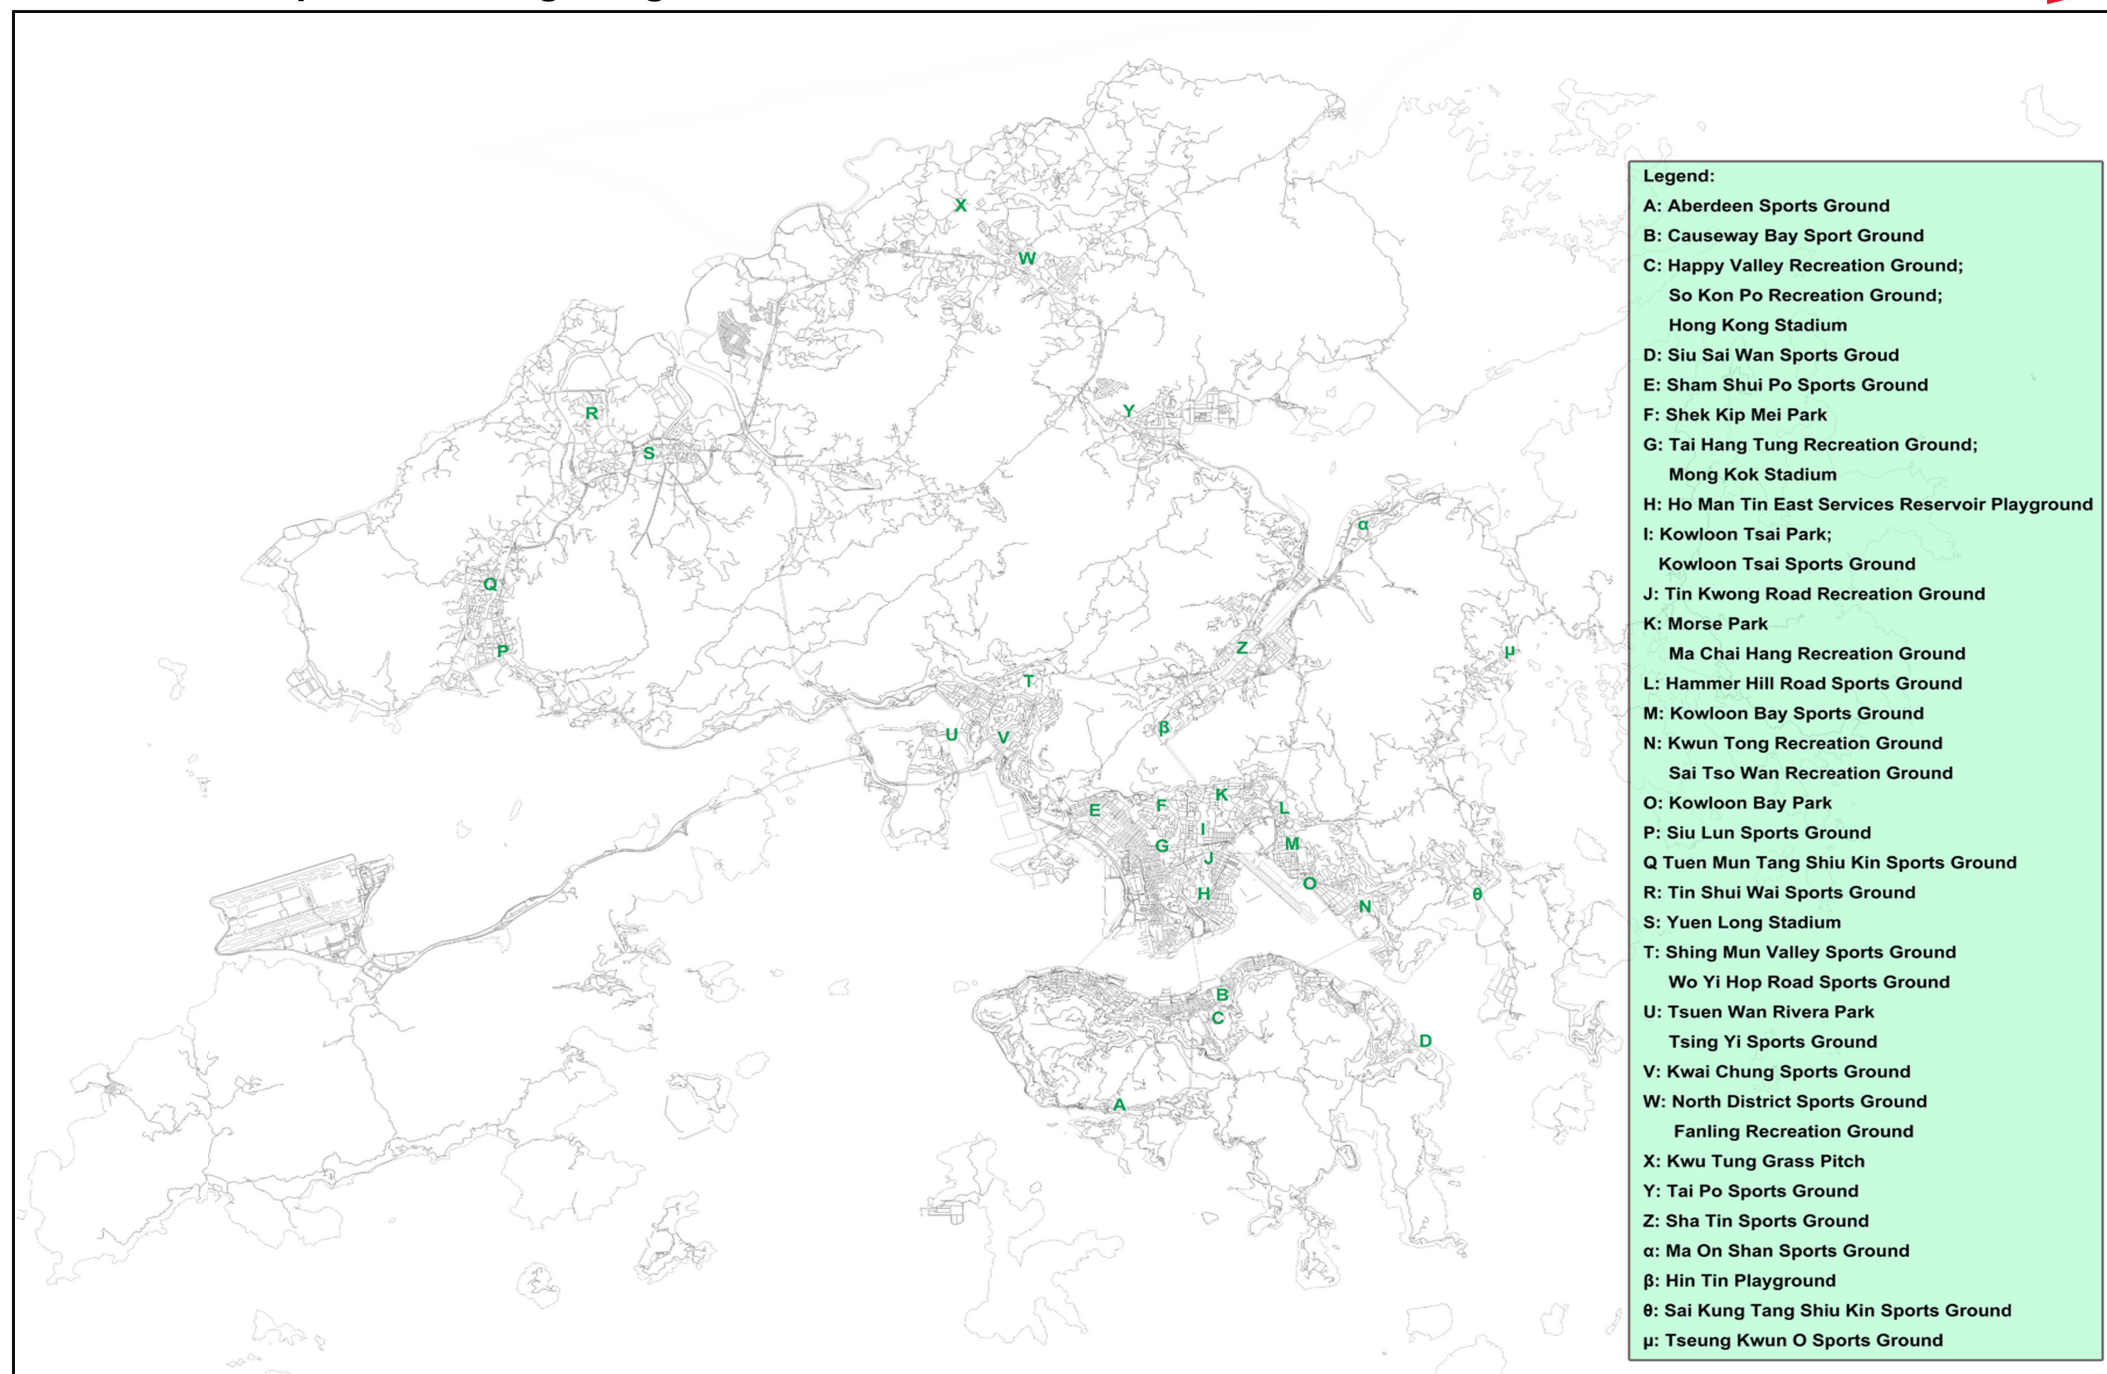 X
W
R
Y
S
α
Q
P
Z
μ
T
β
U
V
K
E
F
L
I
M
G
J
O
H
θ
N
B
C
D
A
Legend:
A: Aberdeen Sports Ground
B: Causeway Bay Sport Ground
C: Happy Valley Recreation Ground;
So Kon Po Recreation Ground;
Hong Kong Stadium
D: Siu Sai Wan Sports Groud
E: Sham Shui Po Sports Ground
F: Shek Kip Mei Park
G: Tai Hang Tung Recreation Ground;
Mong Kok Stadium
H: Ho Man Tin East Services Reservoir Playground
I: Kowloon Tsai Park;
Kowloon Tsai Sports Ground
J: Tin Kwong Road Recreation Ground
K: Morse Park
Ma Chai Hang Recreation Ground
L: Hammer Hill Road Sports Ground
M: Kowloon Bay Sports Ground
N: Kwun Tong Recreation Ground
Sai Tso Wan Recreation Ground
O: Kowloon Bay Park
P: Siu Lun Sports Ground
Q Tuen Mun Tang Shiu Kin Sports Ground
R: Tin Shui Wai Sports Ground
S: Yuen Long Stadium
T: Shing Mun Valley Sports Ground
Wo Yi Hop Road Sports Ground
U: Tsuen Wan Rivera Park
Tsing Yi Sports Ground
V: Kwai Chung Sports Ground
W: North District Sports Ground
Fanling Recreation Ground
X: Kwu Tung Grass Pitch
Y: Tai Po Sports Ground
Z: Sha Tin Sports Ground
α: Ma On Shan Sports Ground
β: Hin Tin Playground
θ: Sai Kung Tang Shiu Kin Sports Ground
μ: Tseung Kwun O Sports Ground